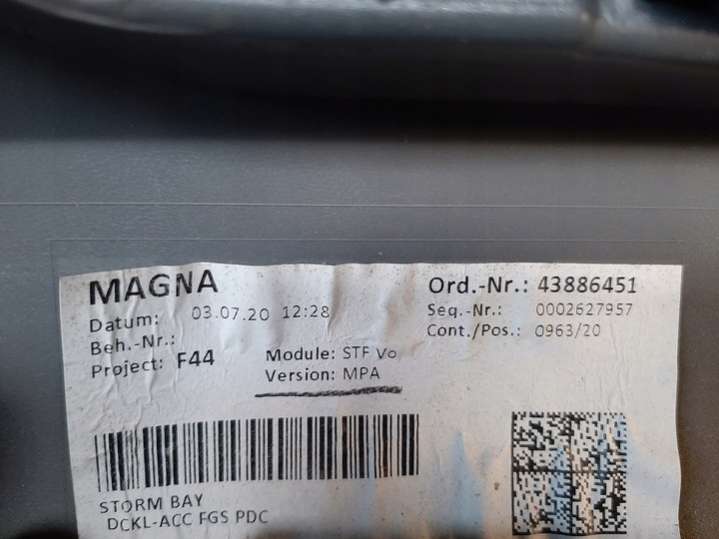 MAGNA
Datum: 03.07.20 12:28
Beh.-Nr.:
Project: F44
Module: STF Vo
Version: MPA
Ord.-Nr.: 43886451
Seq.-Nr.: 0002627957
Cont./Pos.: 0963/20
STORM BAY
DCKL-ACC FGS PDC